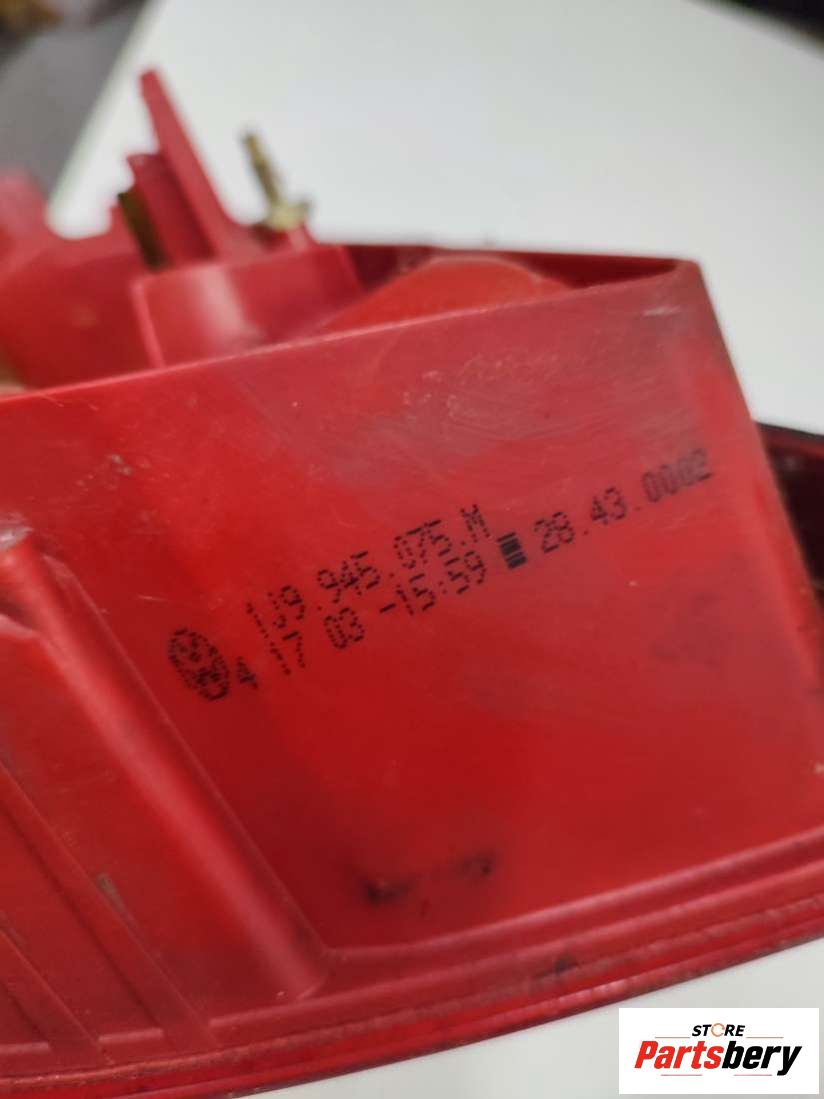 1J9.945.075.M
4 17 03 -15:59 28.43.0002
STORE
Partsbery